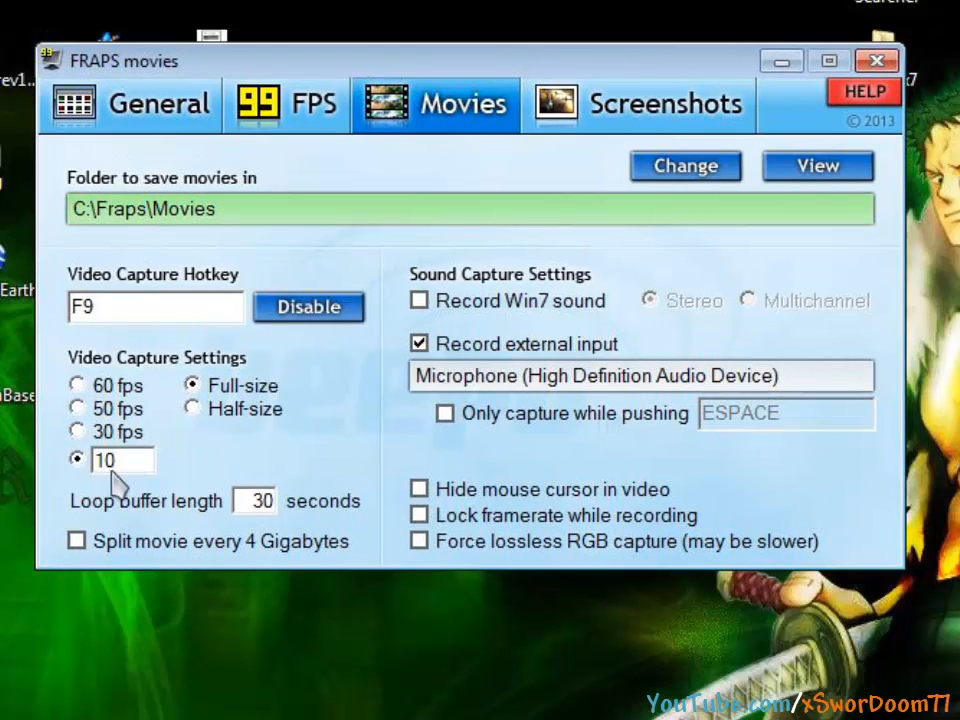 FRAPS movies
General
99 FPS
Movies
Screenshots
HELP
© 2013
Folder to save movies in
Change
View
C:\Fraps\Movies
Video Capture Hotkey
F9
Disable
Video Capture Settings
60 fps
Full-size
50 fps
Half-size
30 fps
10
Loop buffer length 30 seconds
Split movie every 4 Gigabytes
Sound Capture Settings
Record Win7 sound
Stereo
Multichannel
Record external input
Microphone (High Definition Audio Device)
Only capture while pushing ESPACE
Hide mouse cursor in video
Lock framerate while recording
Force lossless RGB capture (may be slower)
Earth
YouTube.com/xSworDoom77